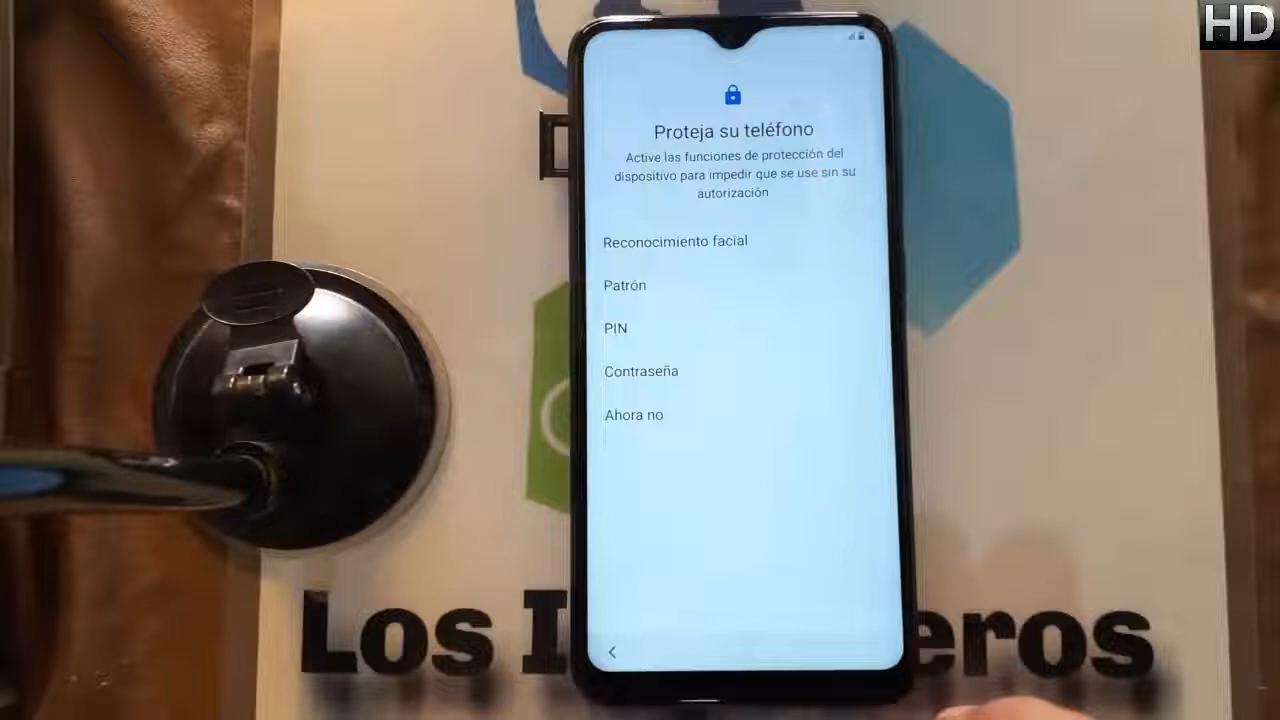 HD
Proteja su teléfono
Active las funciones de protección del
dispositivo para impedir que se use sin su
autorización
Reconocimiento facial
Patrón
PIN
Contraseña
Ahora no
Los